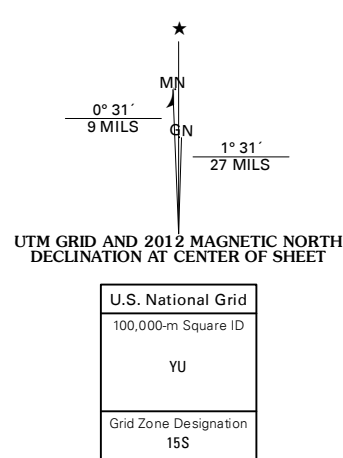 ★
MN
0° 31´
9 MILS
GN
1° 31´
27 MILS
UTM GRID AND 2012 MAGNETIC NORTH
DECLINATION AT CENTER OF SHEET
U.S. National Grid
100,000-m Square ID
YU
Grid Zone Designation
15S